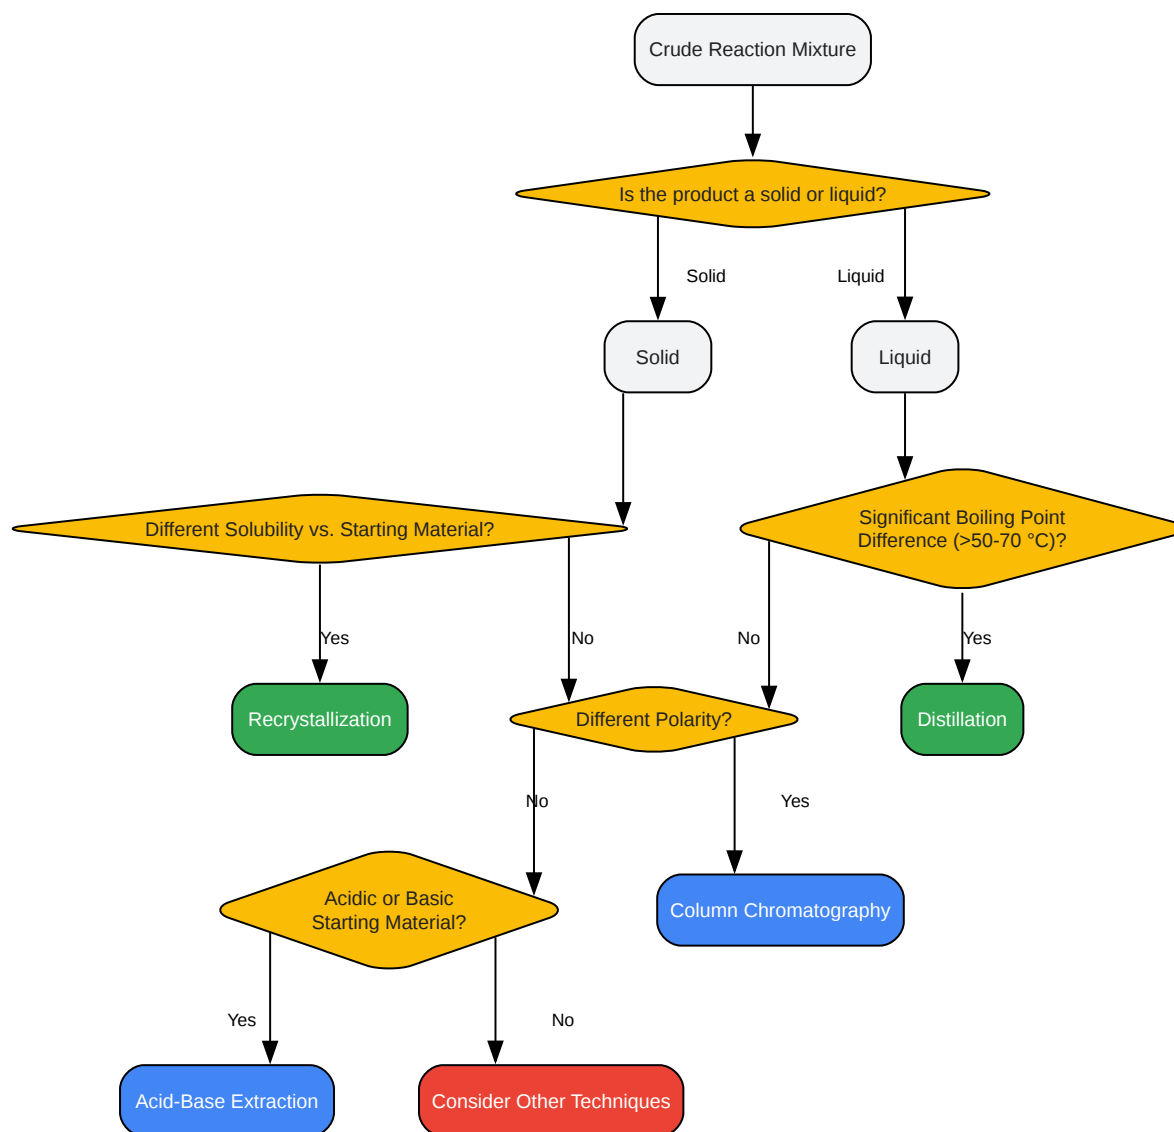 Crude Reaction Mixture
Is the product a solid or liquid?
Solid
Liquid
Solid
Liquid
Different Solubility vs. Starting Material?
Significant Boiling Point
Difference (>50-70 °C)?
Yes
No
No
Yes
Recrystallization
Different Polarity?
Distillation
No
Yes
Acidic or Basic
Starting Material?
Column Chromatography
Yes
No
Acid-Base Extraction
Consider Other Techniques